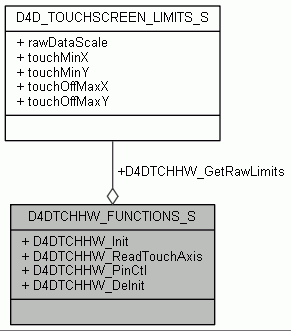 D4D_TOUCHSCREEN_LIMITS_S
+ rawDataScale
+ touchMinX
+ touchMinY
+ touchOffMaxX
+ touchOffMaxY
+D4DTCHHW_GetRawLimits
D4DTCHHW_FUNCTIONS_S
+ D4DTCHHW_Init
+ D4DTCHHW_ReadTouchAxis
+ D4DTCHHW_PinCtl
+ D4DTCHHW_DeInit